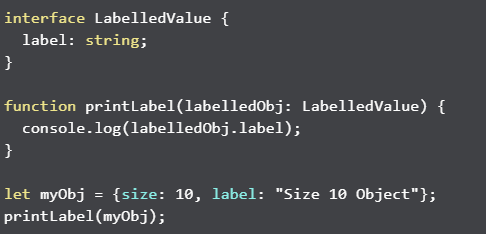 interface LabelledValue {
  label: string;
}

function printLabel(labelledObj: LabelledValue) {
  console.log(labelledObj.label);
}

let myObj = {size: 10, label: "Size 10 Object"};
printLabel(myObj);